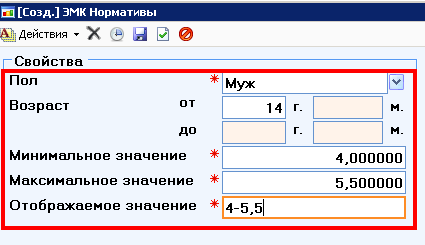 [Созд.] ЭМК Нормативы
Действия
Свойства
Пол * Муж
Возраст от 14 г. м.
до г. м.
Минимальное значение * 4,000000
Максимальное значение * 5,500000
Отображаемое значение * 4-5,5